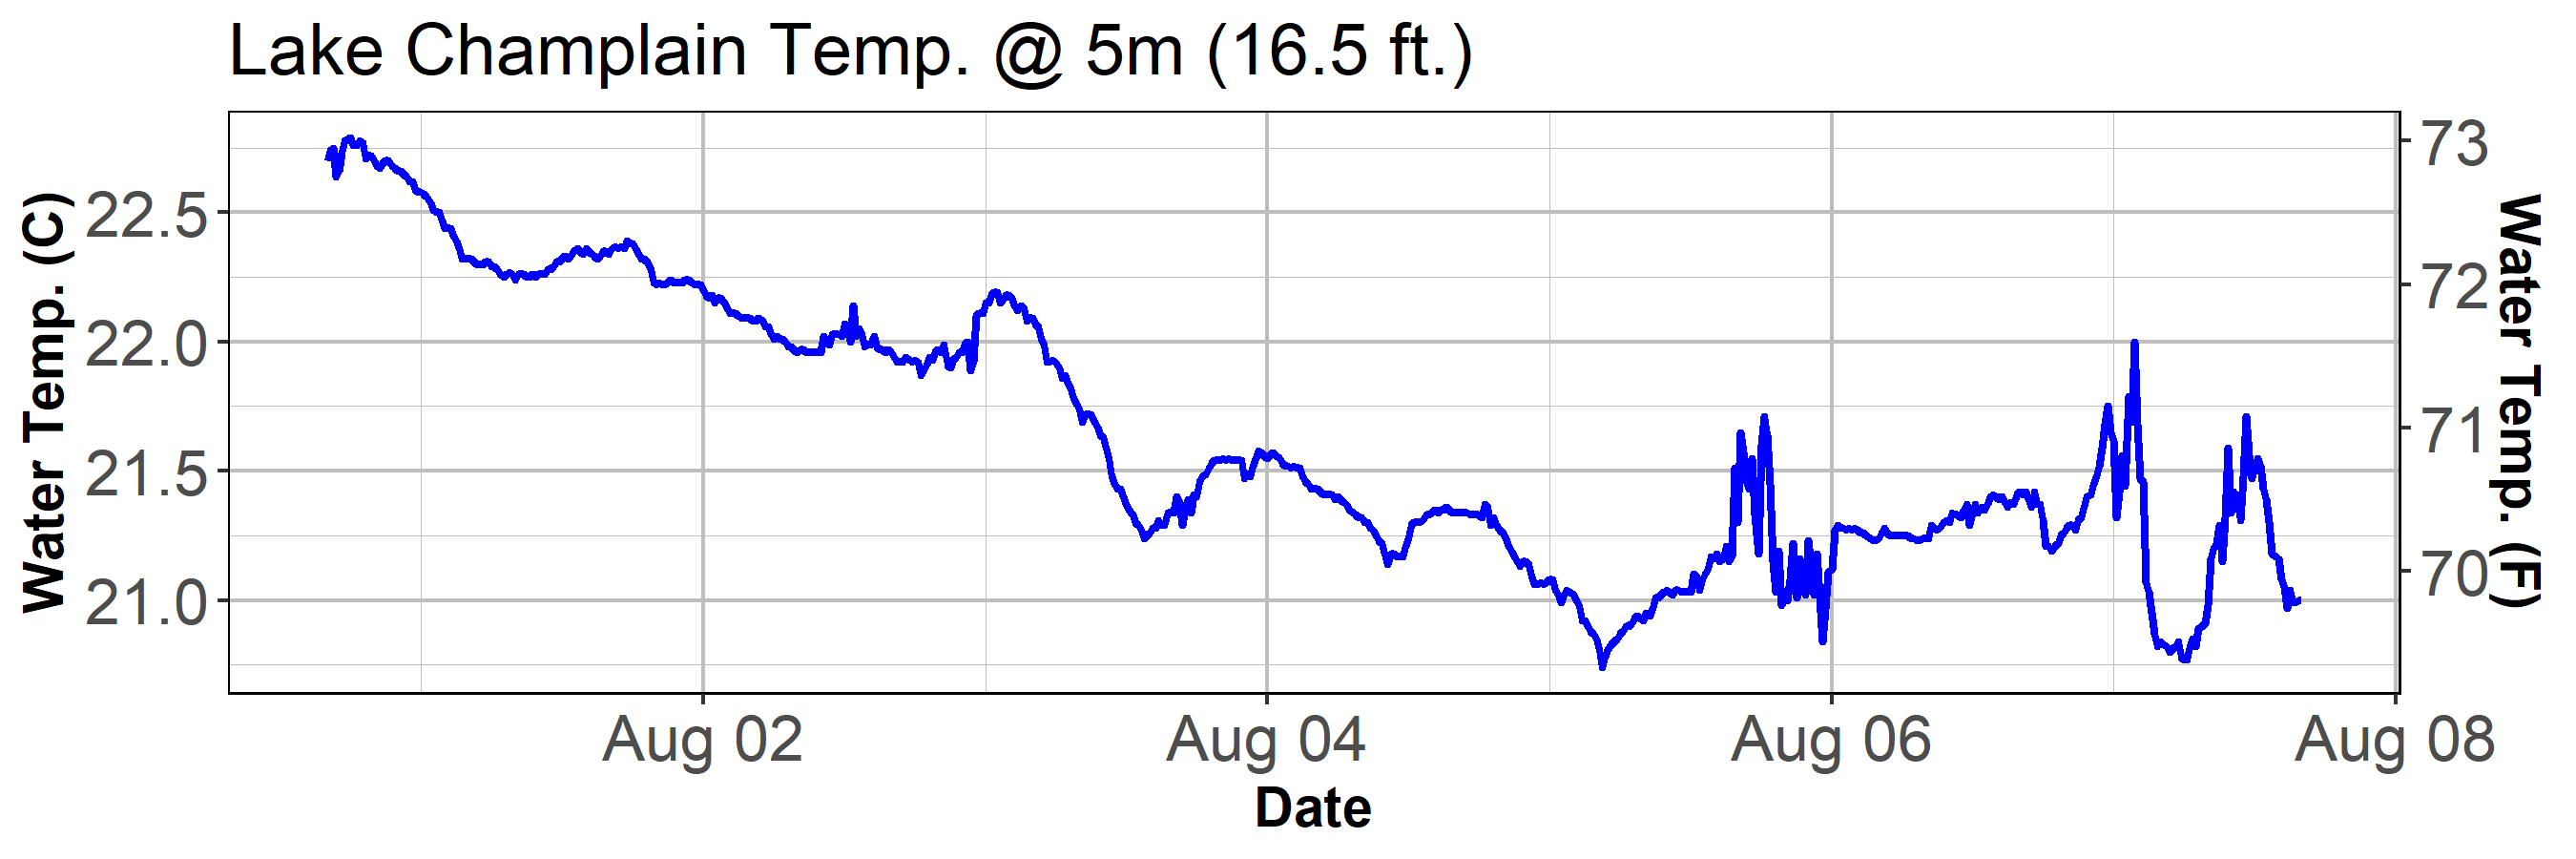 Lake Champlain Temp. @ 5m (16.5 ft.)
Water Temp. (C)
22.5
22.0
21.5
21.0
73
72
71
70
Water Temp. (F)
Aug 02
Aug 04
Aug 06
Aug 08
Date